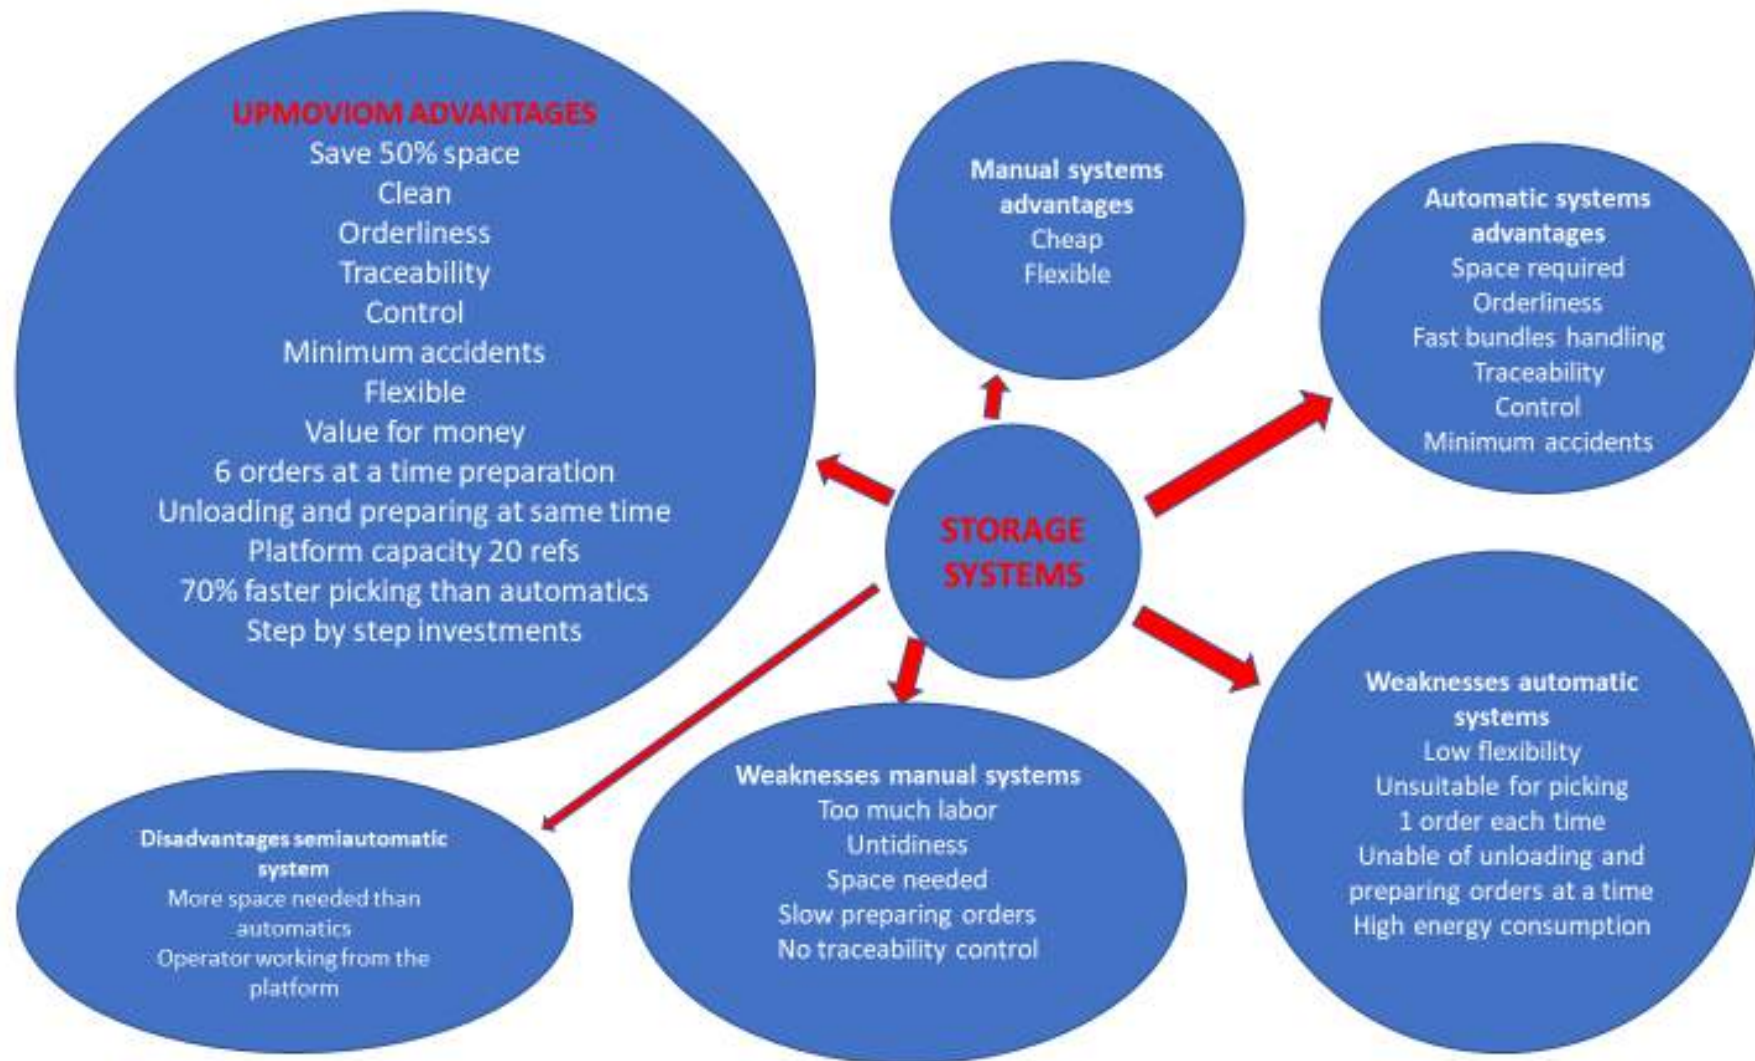 UPMOVIOM ADVANTAGES
Save 50% space
Clean
Orderliness
Traceability
Control
Minimum accidents
Flexible
Value for money
6 orders at a time preparation
Unloading and preparing at same time
Platform capacity 20 refs
70% faster picking than automatics
Step by step investments
Manual systems
advantages
Cheap
Flexible
Automatic systems
advantages
Space required
Orderliness
Fast bundles handling
Traceability
Control
Minimum accidents
STORAGE
SYSTEMS
Disadvantages semiautomatic
system
More space needed than
automatics
Operator working from the
platform
Weaknesses manual systems
Too much labor
Untidiness
Space needed
Slow preparing orders
No traceability control
Weaknesses automatic
systems
Low flexibility
Unsuitable for picking
1 order each time
Unable of unloading and
preparing orders at a time
High energy consumption